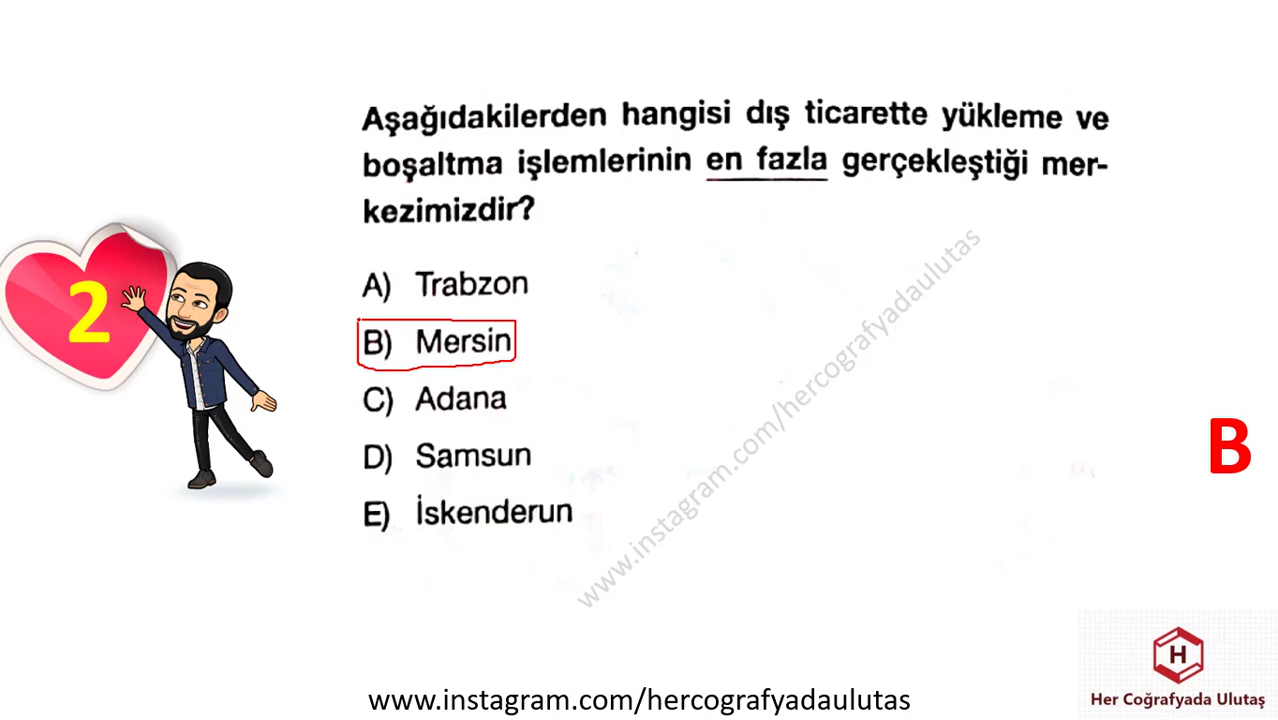 Aşağıdakilerden hangisi dış ticarette yükleme ve
boşaltma işlemlerinin en fazla gerçekleştiği mer-
kezimizdir?
A) Trabzon
B) Mersin
C) Adana
D) Samsun
E) İskenderun
2
B
www.instagram.com/hercografyadaulutas
H
Her Coğrafyada Ulutaş
www.instagram.com/hercografyadaulutas